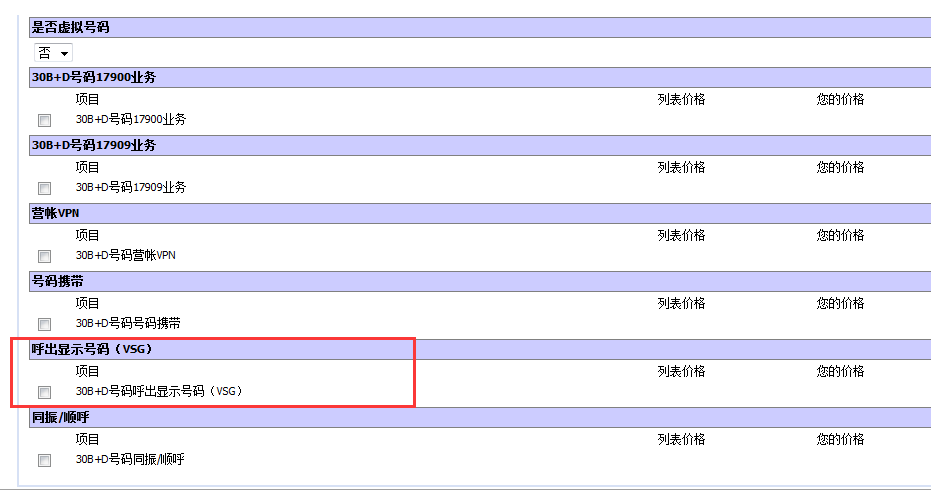 是否虚拟号码
否
30B+D号码17900业务
项目 列表价格 您的价格
30B+D号码17900业务
30B+D号码17909业务
项目 列表价格 您的价格
30B+D号码17909业务
营帐VPN
项目 列表价格 您的价格
30B+D号码营帐VPN
号码携带
项目 列表价格 您的价格
30B+D号码号码携带
呼出显示号码（VSG）
项目 列表价格 您的价格
30B+D号码呼出显示号码（VSG）
同振/顺呼
项目 列表价格 您的价格
30B+D号码同振/顺呼